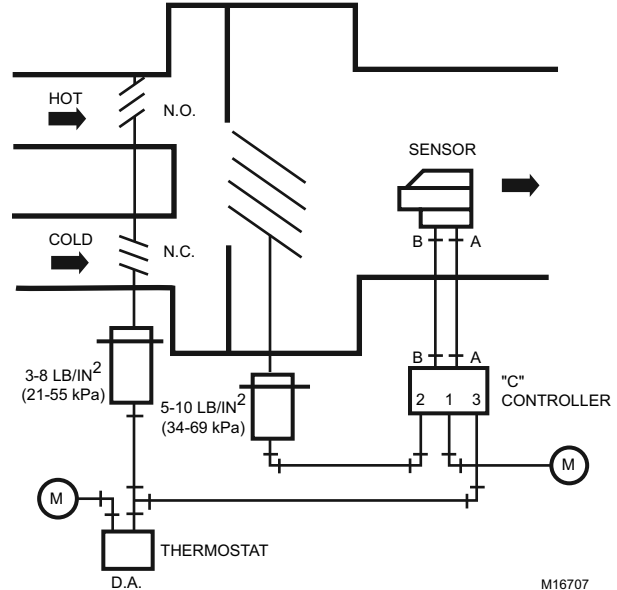 HOT
N.O.
SENSOR
COLD
N.C.
B A
B A
3-8 LB/IN2
(21-55 kPa)
5-10 LB/IN2
(34-69 kPa)
2 1 3
"C"
CONTROLLER
M
M
THERMOSTAT
D.A.
M16707